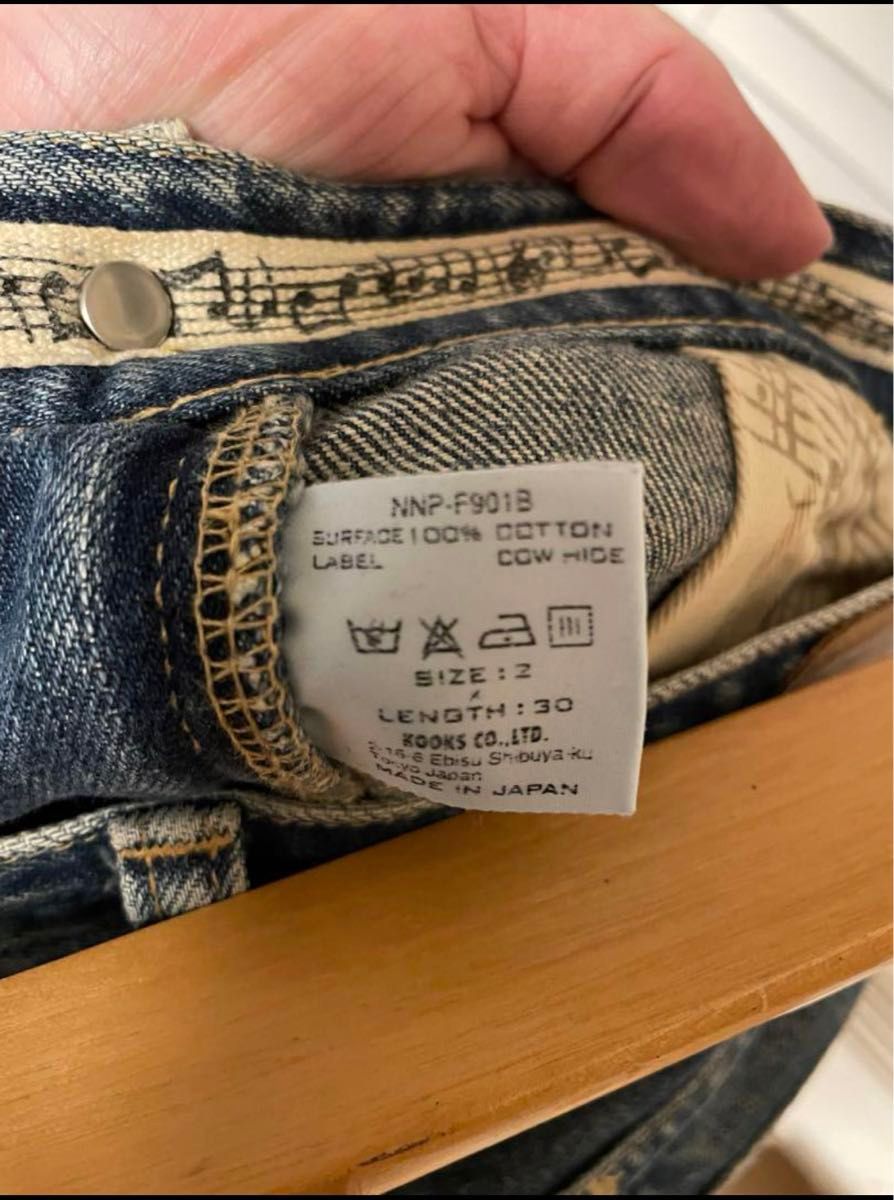 NNP-F901B
SURFACE 100% COTTON
LABEL COW HIDE
SIZE : 2
LENGTH : 30
KOOKS CO.,LTD.
Ebisu Shibuya-ku
Tokyo Japan
MADE IN JAPAN